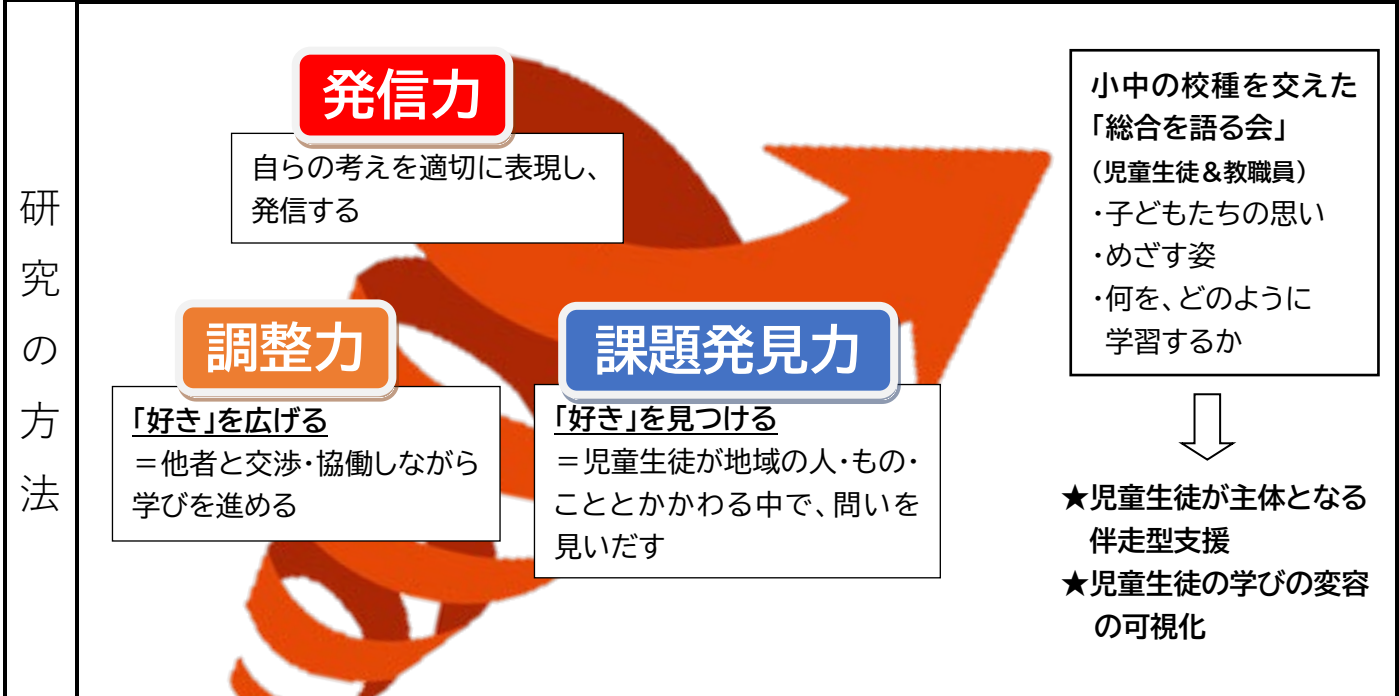 研究の方法
発信力
自らの考えを適切に表現し、
発信する
調整力
「好き」を広げる
=他者と交渉・協働しながら
学びを進める
課題発見力
「好き」を見つける
=児童生徒が地域の人・もの・
こととかかわる中で、問いを
見いだす
小中の校種を交えた
「総合を語る会」
(児童生徒&教職員)
・子どもたちの思い
・めざす姿
・何を、どのように
学習するか
★児童生徒が主体となる
伴走型支援
★児童生徒の学びの変容
の可視化